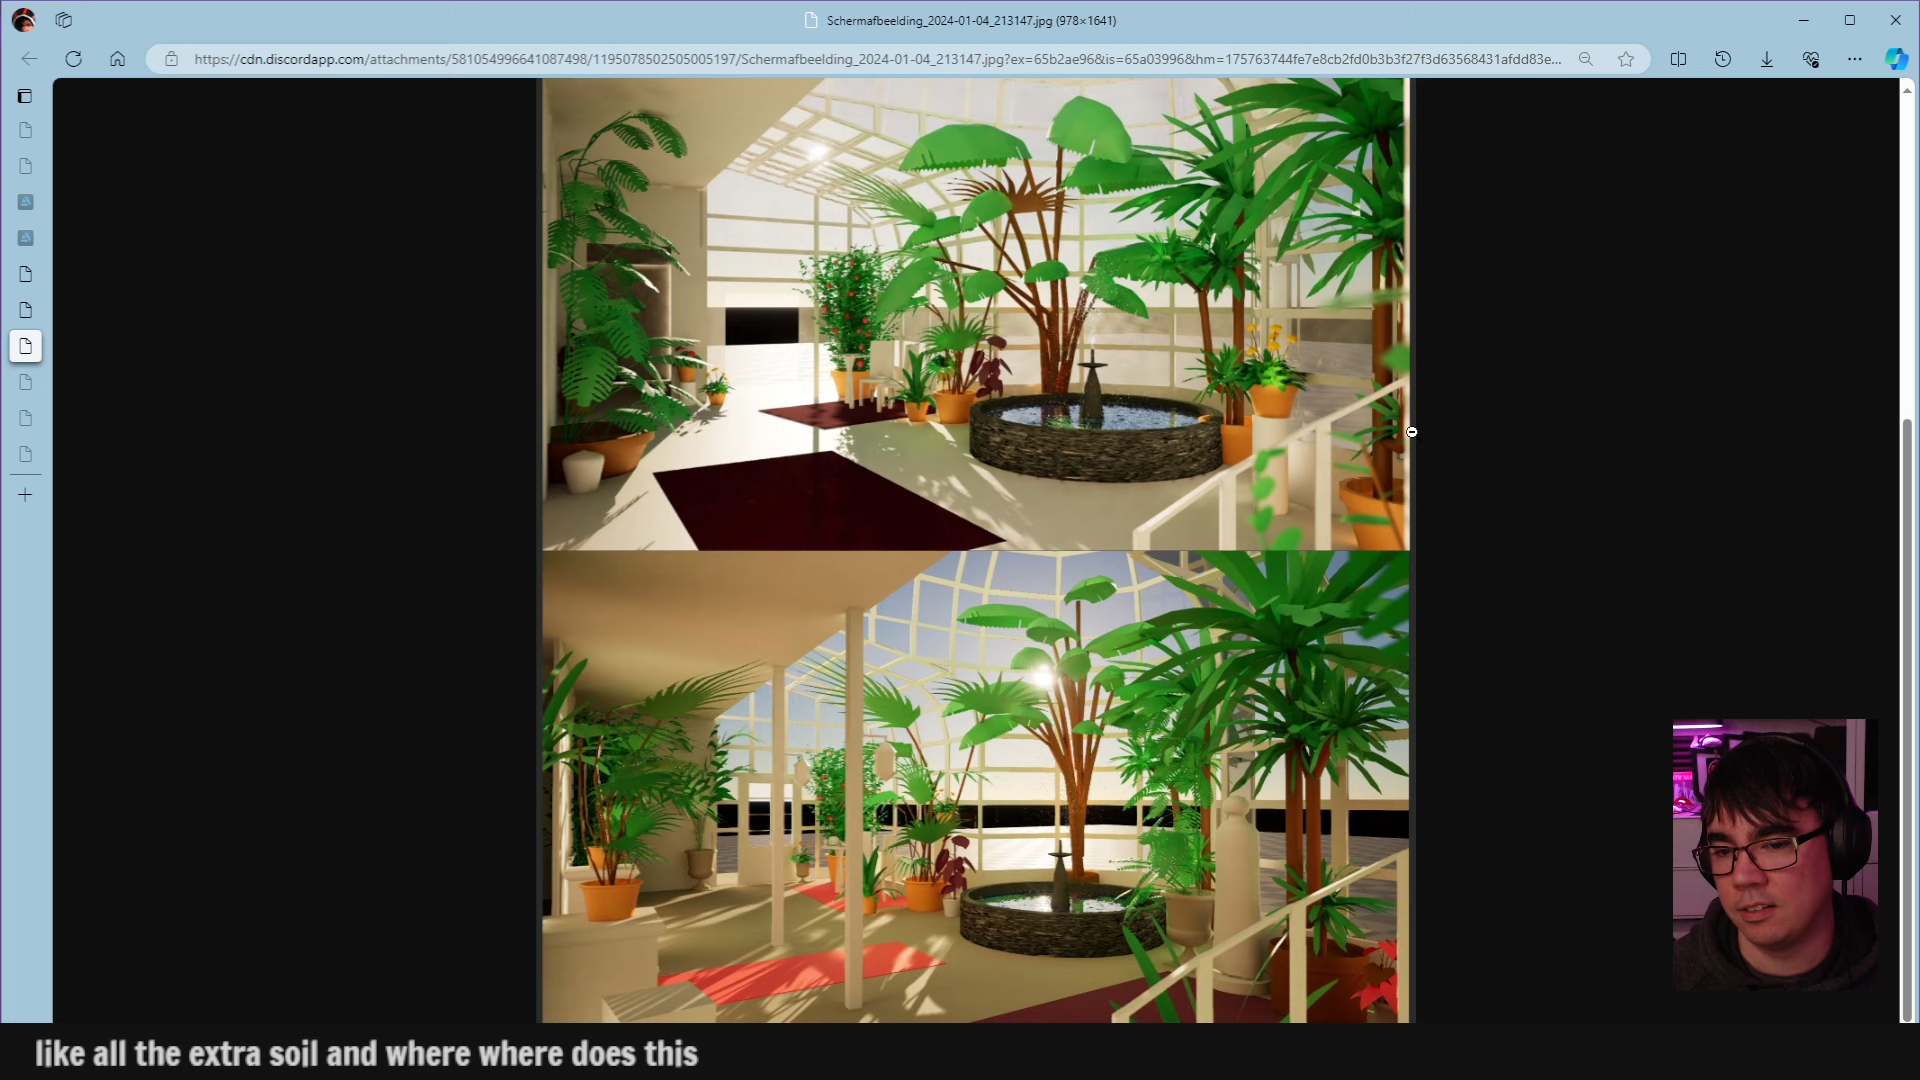 Schermafbeelding_2024-01-04_213147.jpg (978×1641)
https://cdn.discordapp.com/attachments/581054996641087498/1195078502505005197/Schermafbeelding_2024-01-04_213147.jpg?ex=65b2ae96&is=65a03996&hm=175763744fe7e8cb2fd0b3b3f27f3d63568431afdd83e...
like all the extra soil and where where does this